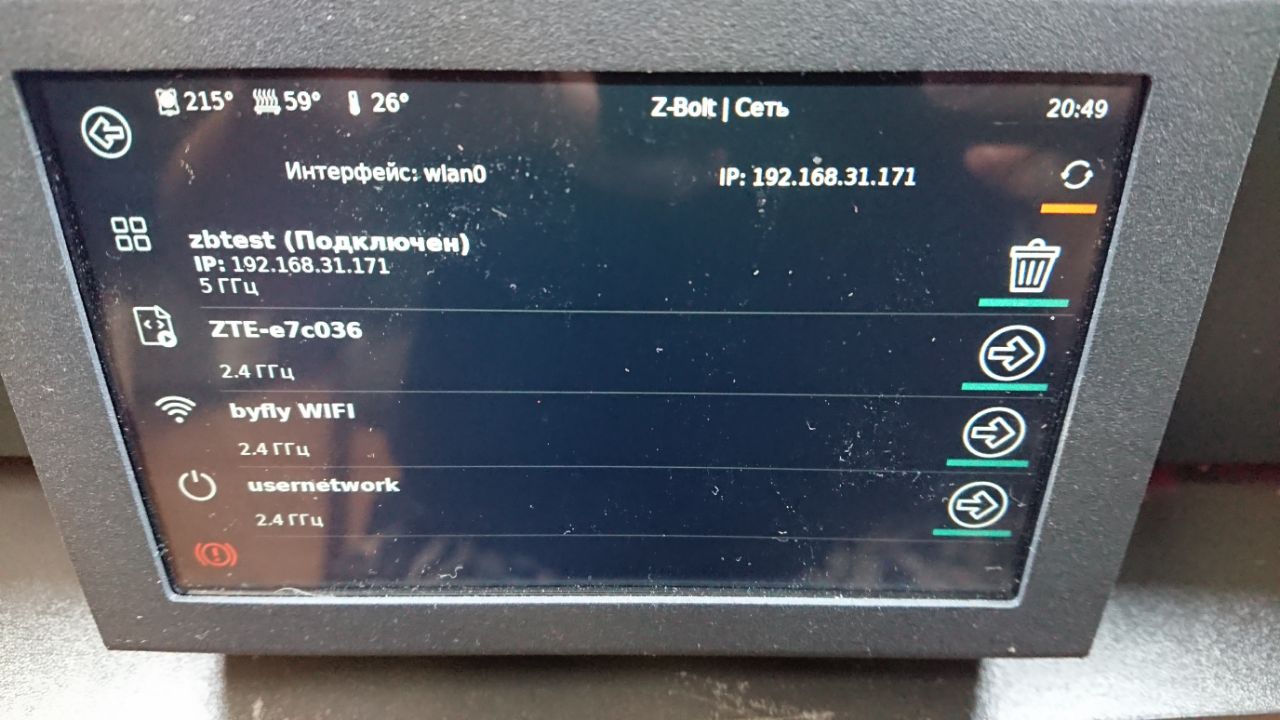 215° 59° 26° Z-Bolt | Сеть 20:49
Интерфейс: wlan0 IP: 192.168.31.171
zbtest (Подключен)
IP: 192.168.31.171
5 ГГц
ZTE-e7c036
2.4 ГГц
byfly WIFI
2.4 ГГц
usernetwork
2.4 ГГц